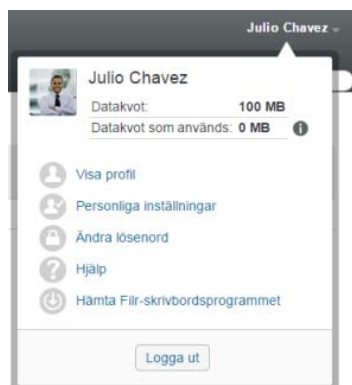 Julio Chavez
Julio Chavez
Datakvot: 100 MB
Datakvot som används: 0 MB
Visa profil
Personliga inställningar
Ändra lösenord
Hjälp
Hämta Filr-skrivbordsprogrammet
Logga ut